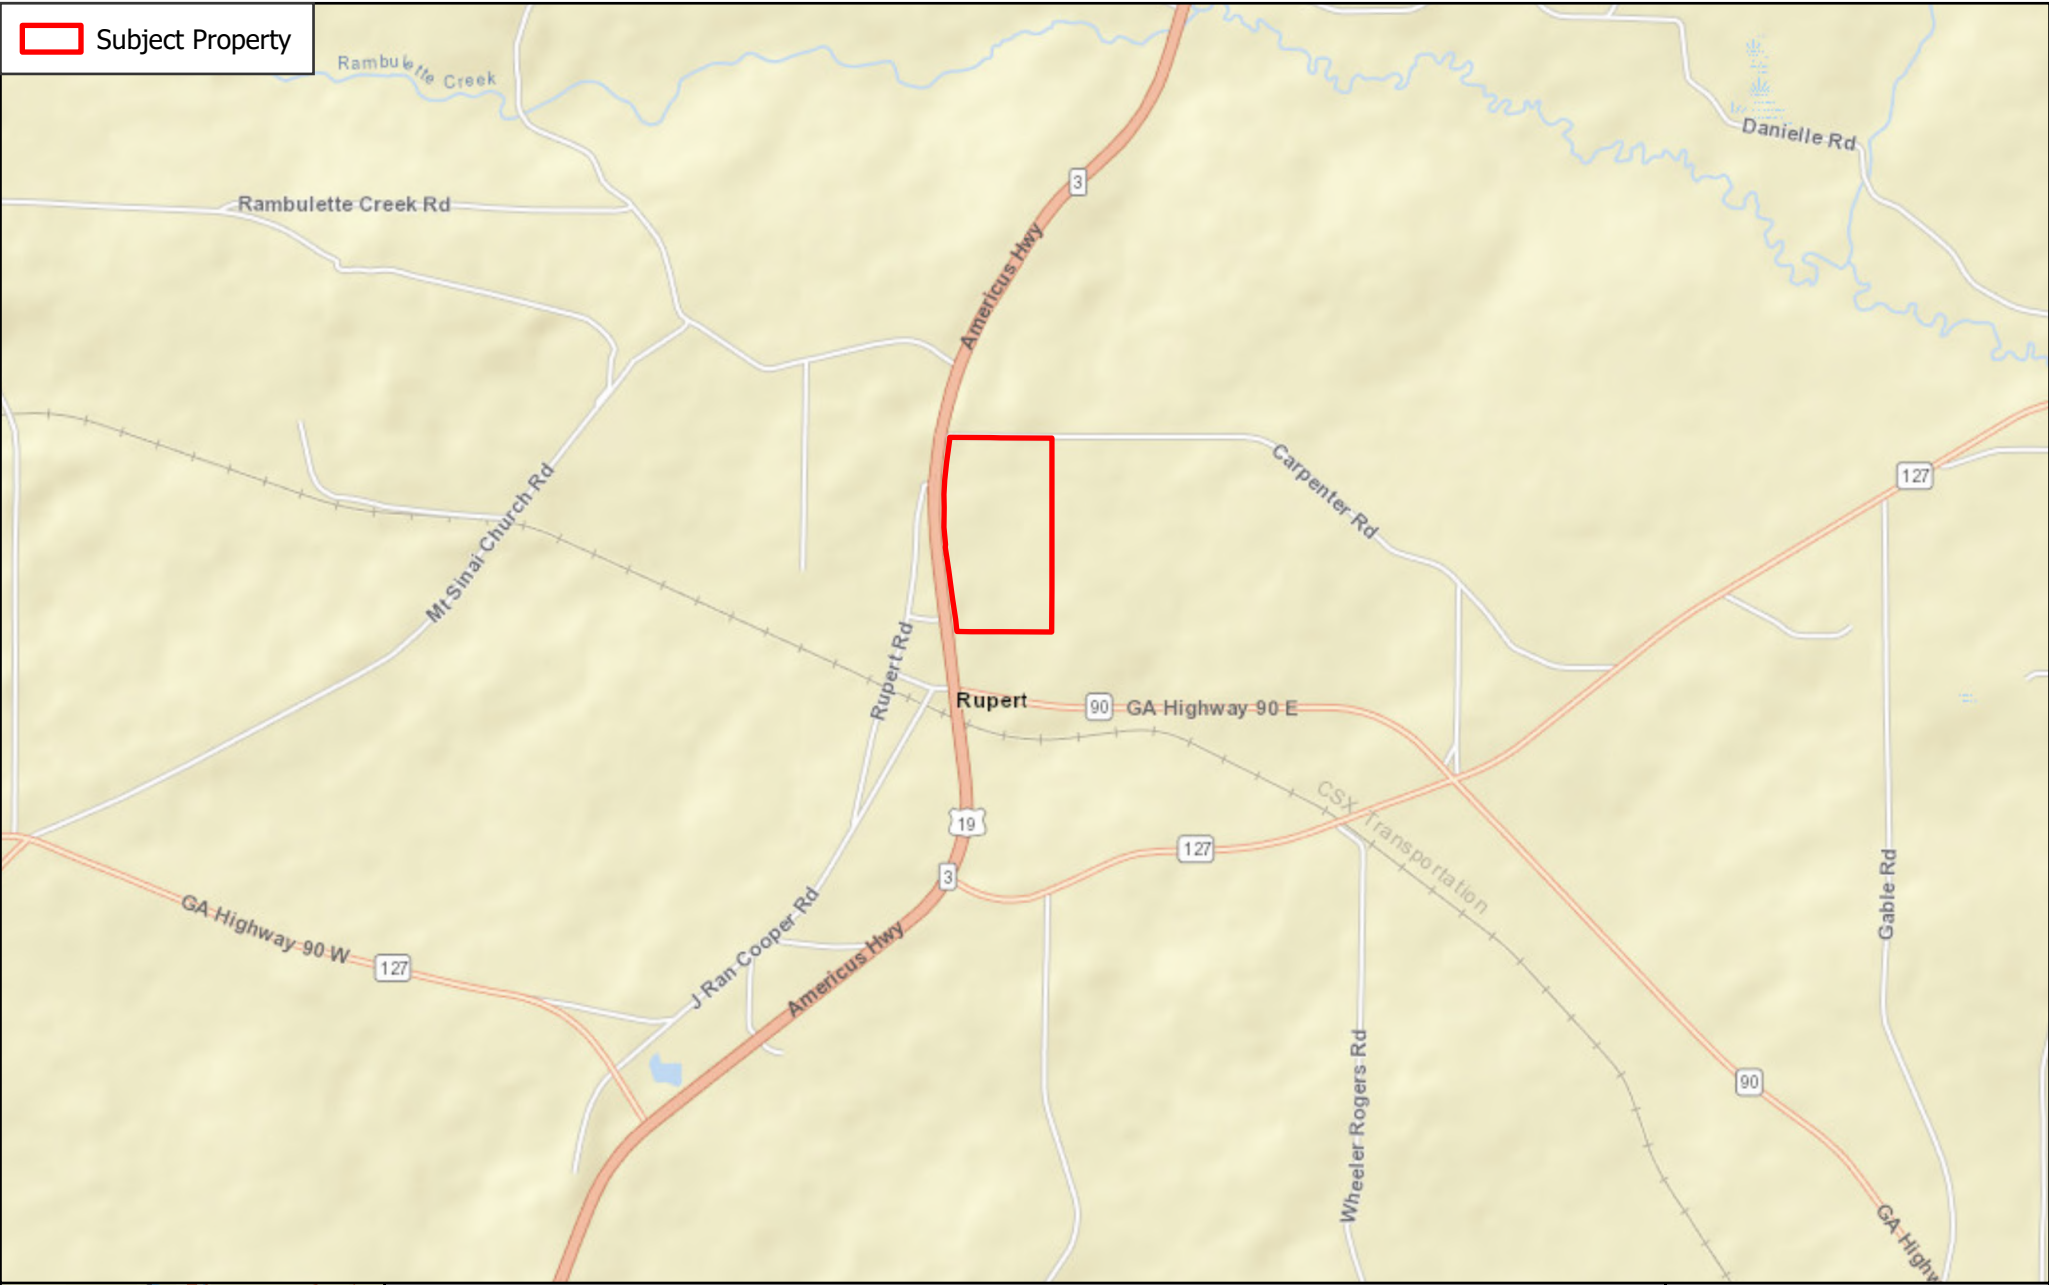 Subject Property
Rambulette Creek
Danielle Rd
3
Rambulette Creek Rd
Americus Hwy
Carpenter Rd
127
Mt Sinai Church Rd
Rupert Rd
Rupert
90
GA Highway 90 E
CSX Transportation
19
127
3
Gable Rd
GA Highway 90 W
127
J Ran Cooper Rd
Americus Hwy
Wheeler Rogers Rd
90
GA Highw